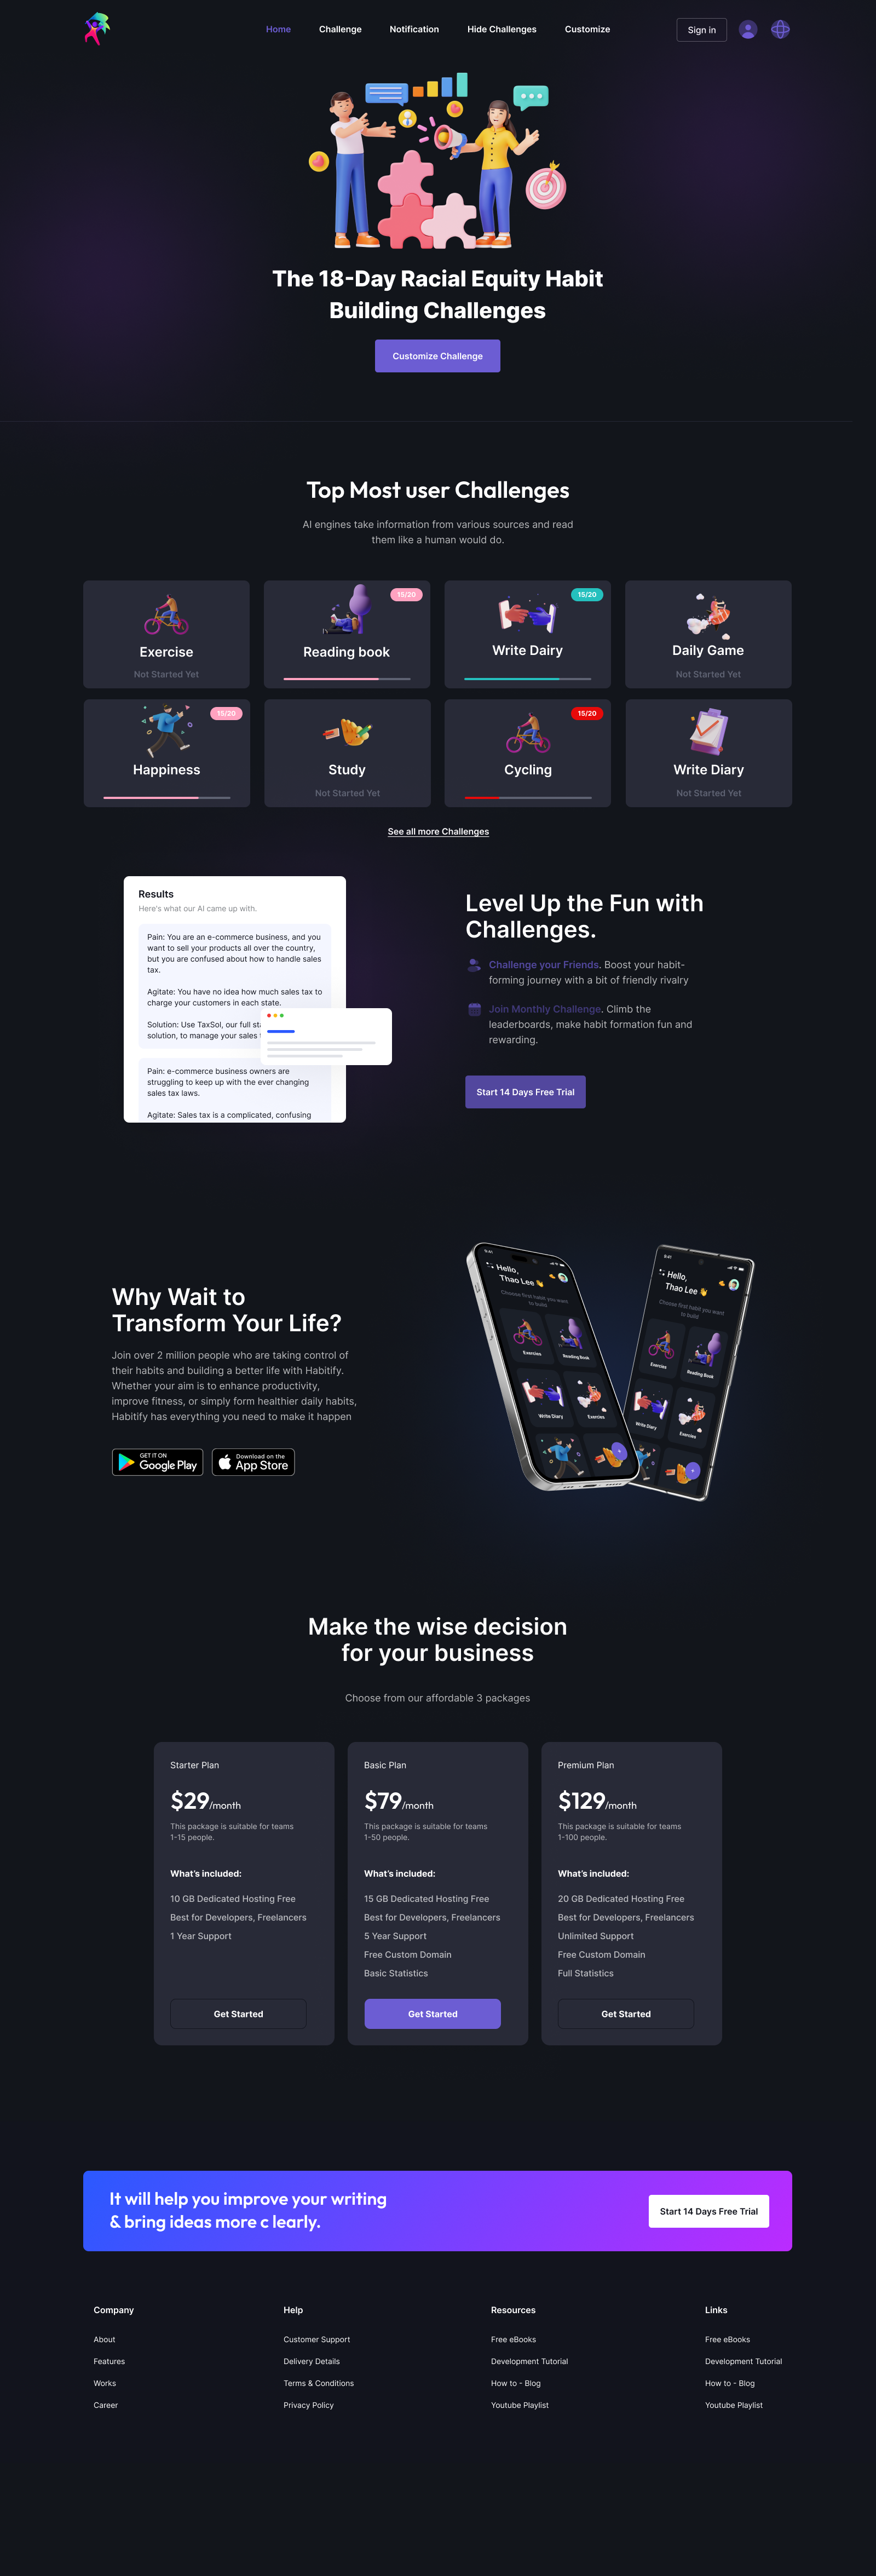 Home
Challenge
Notification
Hide Challenges
Customize
Sign in
The 18-Day Racial Equity Habit
Building Challenges
Customize Challenge
Top Most user Challenges
AI engines take information from various sources and read
them like a human would do.
Exercise
Not Started Yet
15/20
Reading book
15/20
Write Dairy
Daily Game
Not Started Yet
15/20
Happiness
Study
Not Started Yet
15/20
Cycling
Write Diary
Not Started Yet
See all more Challenges
Results
Here's what our AI came up with.
Pain: You are an e-commerce business, and you
want to sell your products all over the country,
but you are confused about how to handle sales
tax.
Agitate: You have no idea how much sales tax to
charge your customers in each state.
Solution: Use TaxSol, our full
solution, to manage your sales
Pain: e-commerce business owners are
struggling to keep up with the ever changing
sales tax laws.
Agitate: Sales tax is a complicated, confusing
Level Up the Fun with
Challenges.
Challenge your Friends. Boost your habit-
forming journey with a bit of friendly rivalry
Join Monthly Challenge. Climb the
leaderboards, make habit formation fun and
rewarding.
Start 14 Days Free Trial
Why Wait to
Transform Your Life?
Join over 2 million people who are taking control of
their habits and building a better life with Habitify.
Whether your aim is to enhance productivity,
improve fitness, or simply form healthier daily habits,
Habitify has everything you need to make it happen
GET IT ON
Google Play
Download on the
App Store
9:41
Hello,
Thao Lee
Choose first habit you want
to build
Exercies
Reading Book
Write Diary
Exercies
9:41
Hello,
Thao Lee
Choose first habit you want
to build
Exercies
Reading Book
Write Diary
Exercies
Make the wise decision
for your business
Choose from our affordable 3 packages
Starter Plan
$29/month
This package is suitable for teams
1-15 people.
What's included:
10 GB Dedicated Hosting Free
Best for Developers, Freelancers
1 Year Support
Get Started
Basic Plan
$79/month
This package is suitable for teams
1-50 people.
What's included:
15 GB Dedicated Hosting Free
Best for Developers, Freelancers
5 Year Support
Free Custom Domain
Basic Statistics
Get Started
Premium Plan
$129/month
This package is suitable for teams
1-100 people.
What's included:
20 GB Dedicated Hosting Free
Best for Developers, Freelancers
Unlimited Support
Free Custom Domain
Full Statistics
Get Started
It will help you improve your writing
& bring ideas more c learly.
Start 14 Days Free Trial
Company
About
Features
Works
Career
Help
Customer Support
Delivery Details
Terms & Conditions
Privacy Policy
Resources
Free eBooks
Development Tutorial
How to - Blog
Youtube Playlist
Links
Free eBooks
Development Tutorial
How to - Blog
Youtube Playlist